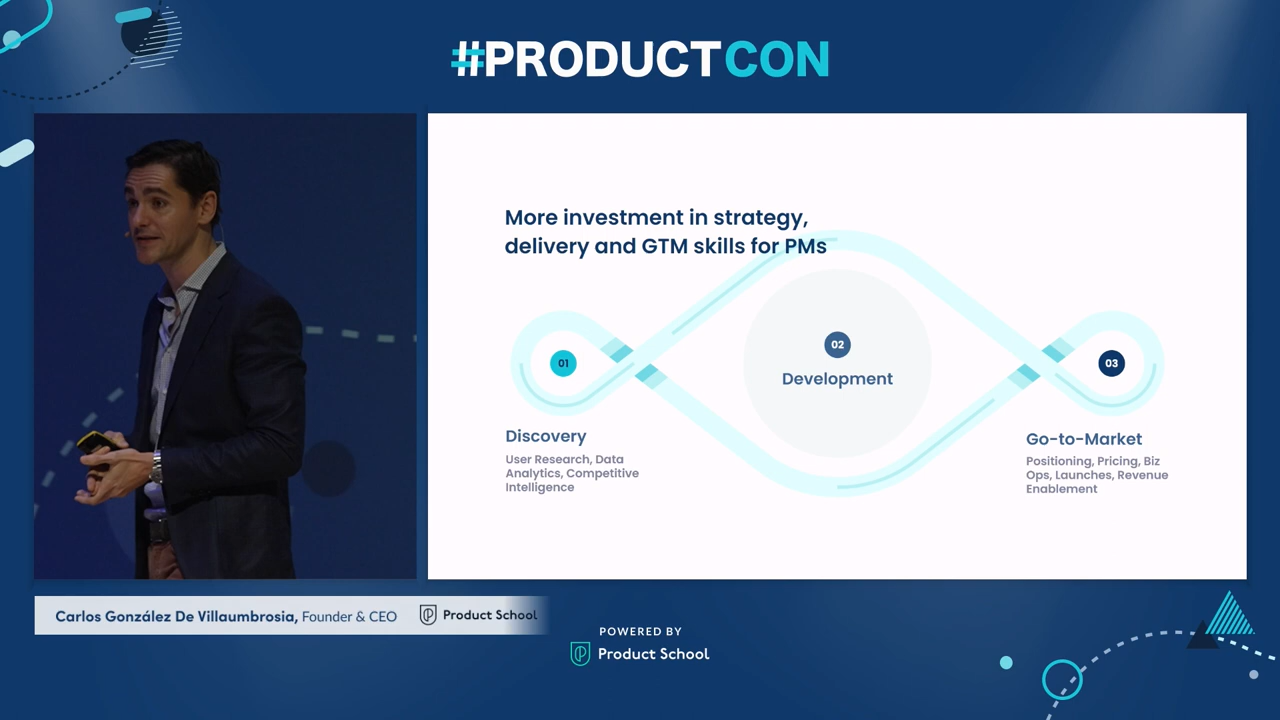 #PRODUCTCON
More investment in strategy,
delivery and GTM skills for PMs
01
02
03
Development
Discovery
User Research, Data
Analytics, Competitive
Intelligence
Go-to-Market
Positioning, Pricing, Biz
Ops, Launches, Revenue
Enablement
Carlos González De Villaumbrosia, Founder & CEO
Product School
POWERED BY
Product School